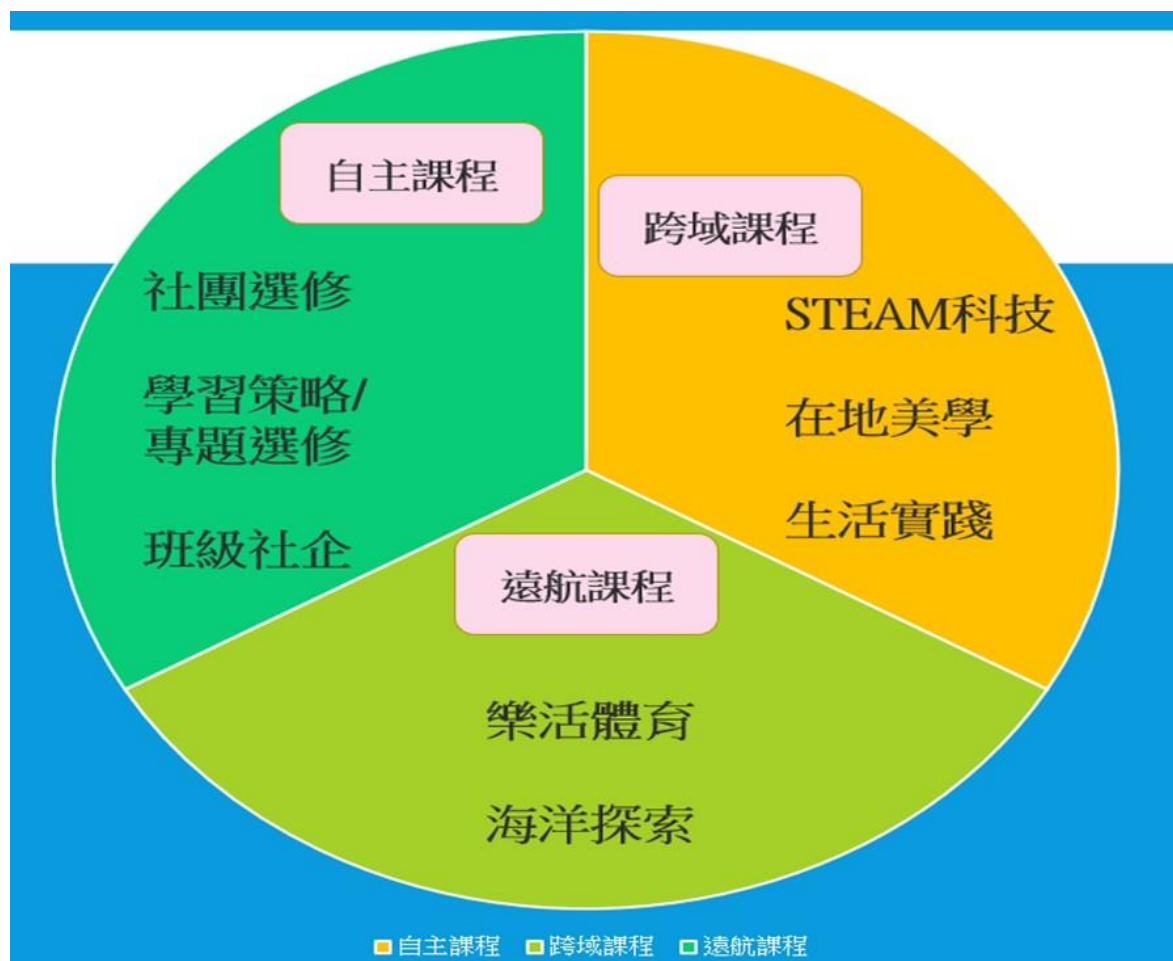 自主課程
社團選修
學習策略/
專題選修
班級社企
跨域課程
STEAM科技
在地美學
生活實踐
遠航課程
樂活體育
海洋探索
自主課程 跨域課程 遠航課程